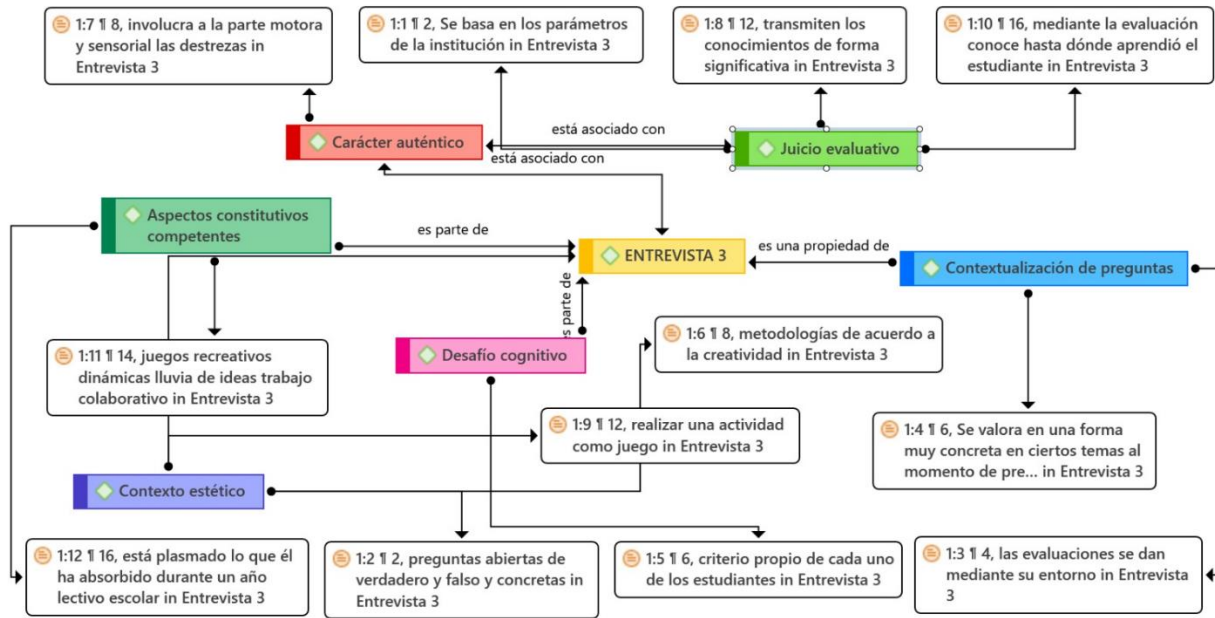 1:7 ¶ 8, involucra a la parte motora
y sensorial las destrezas in
Entrevista 3
1:1 ¶ 2, Se basa en los parámetros
de la institución in Entrevista 3
1:8 ¶ 12, transmiten los
conocimientos de forma
significativa in Entrevista 3
1:10 ¶ 16, mediante la evaluación
conoce hasta dónde aprendió el
estudiante in Entrevista 3
Carácter auténtico
está asociado con
está asociado con
Juicio evaluativo
Aspectos constitutivos
competentes
es parte de
ENTREVISTA 3
es una propiedad de
Contextualización de preguntas
es parte de
1:11 ¶ 14, juegos recreativos
dinámicas lluvia de ideas trabajo
colaborativo in Entrevista 3
Desafío cognitivo
1:6 ¶ 8, metodologías de acuerdo a
la creatividad in Entrevista 3
1:9 ¶ 12, realizar una actividad
como juego in Entrevista 3
1:4 ¶ 6, Se valora en una forma
muy concreta en ciertos temas al
momento de pre... in Entrevista 3
Contexto estético
1:12 ¶ 16, está plasmado lo que él
ha absorbido durante un año
lectivo escolar in Entrevista 3
1:2 ¶ 2, preguntas abiertas de
verdadero y falso y concretas in
Entrevista 3
1:5 ¶ 6, criterio propio de cada uno
de los estudiantes in Entrevista 3
1:3 ¶ 4, las evaluaciones se dan
mediante su entorno in Entrevista
3